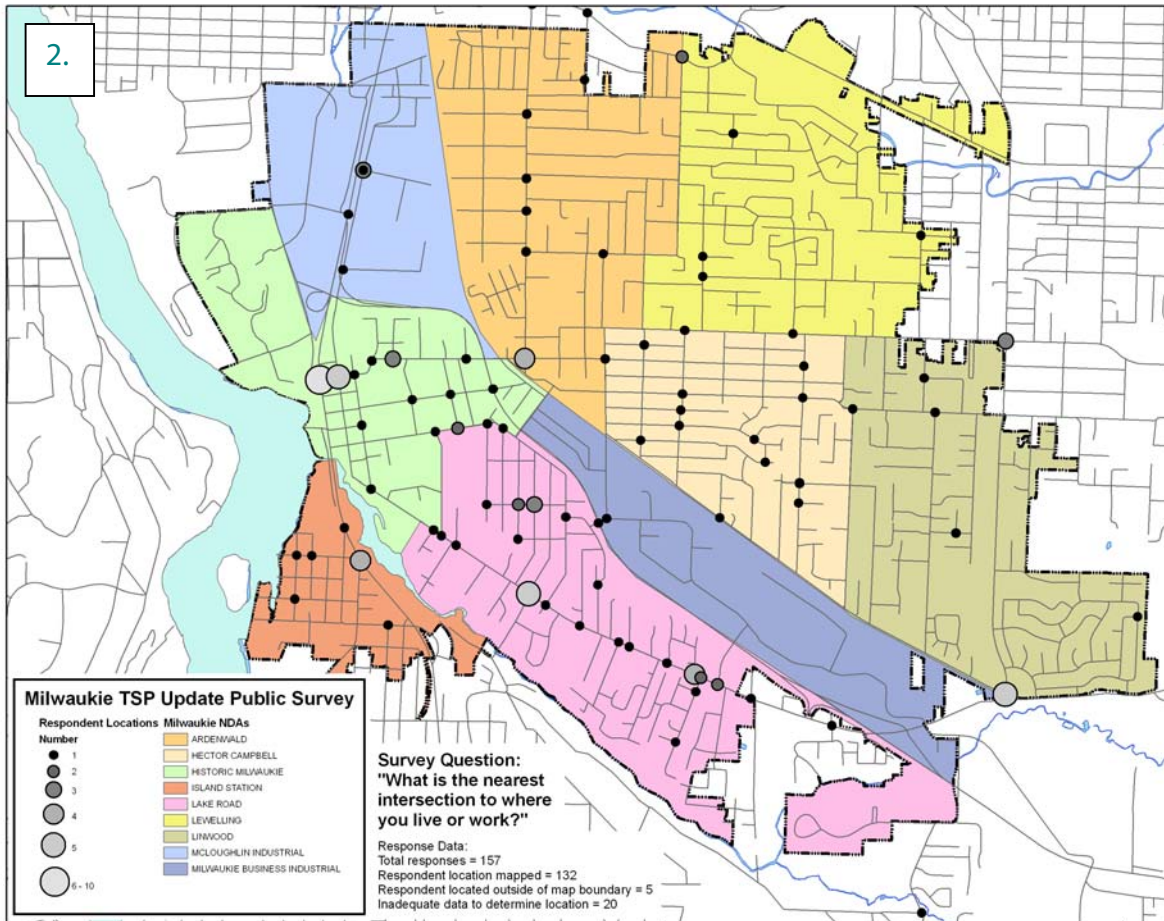 2.
Milwaukie TSP Update Public Survey
Respondent Locations
Number
1
2
3
4
5
6 - 10
Milwaukie NDAs
ARDENWALD
HECTOR CAMPBELL
HISTORIC MILWAUKIE
ISLAND STATION
LAKE ROAD
LEWELLING
LINWOOD
MCLOUGHLIN INDUSTRIAL
MILWAUKIE BUSINESS INDUSTRIAL
Survey Question:
"What is the nearest
intersection to where
you live or work?"
Response Data:
Total responses = 157
Respondent location mapped = 132
Respondent located outside of map boundary = 5
Inadequate data to determine location = 20